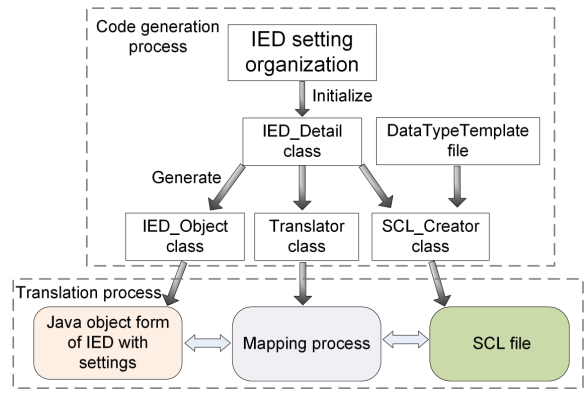 Code generation
process
IED setting
organization
Initialize
IED_Detail
class
DataTypeTemplate
file
Generate
IED_Object
class
Translator
class
SCL_Creator
class
Translation process
Java object form
of IED with
settings
Mapping process
SCL file